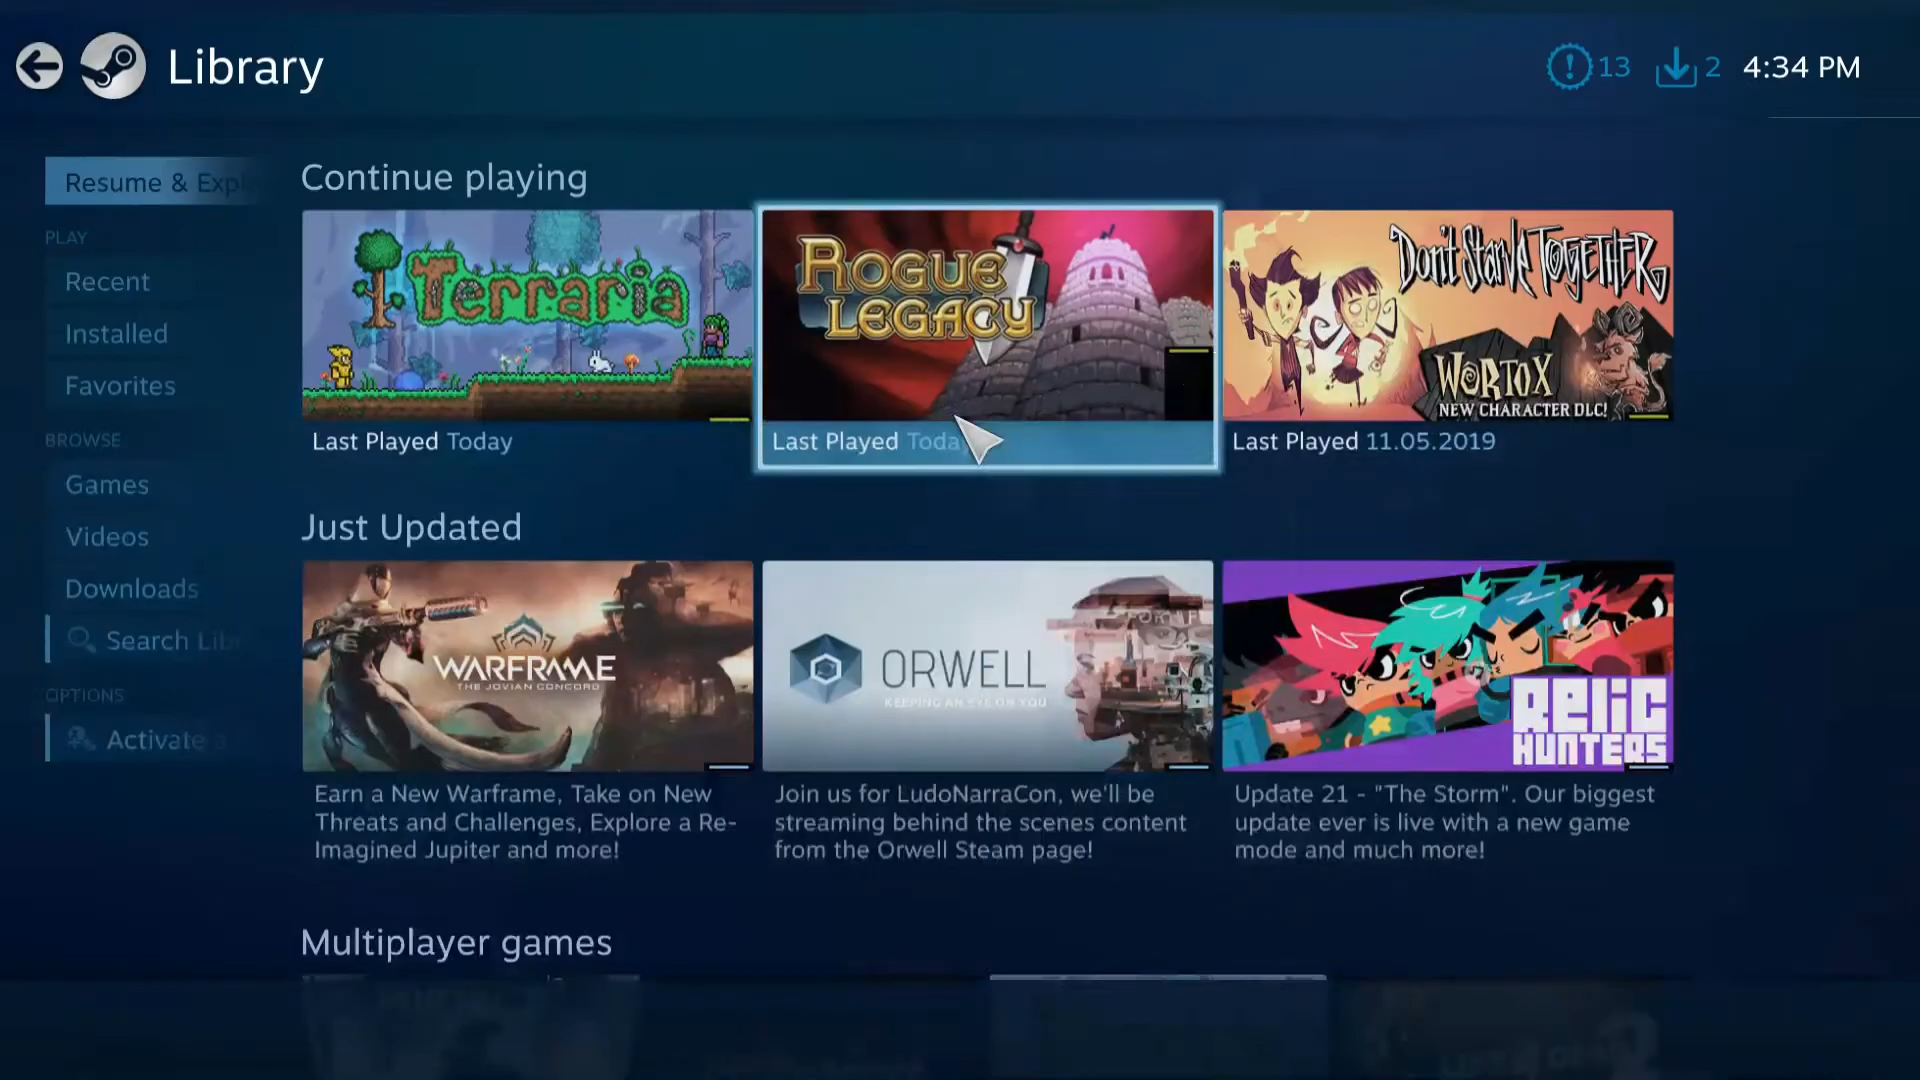 Library
13
2
4:34 PM
Resume &
PLAY
Recent
Installed
Favorites
BROWSE
Games
Videos
Downloads
Search
OPTIONS
Activate
Continue playing
Terraria
ROGUE
LEGACY
Don't Starve TOGETHER
WORTOX
NEW CHARACTER DLC!
Last Played Today
Last Played
Last Played 11.05.2019
Just Updated
WARFRAME
THE JOVIAN CONCORD
ORWELL
KEEPING AN EYE ON YOU
RELIC
HUNTERS
Earn a New Warframe, Take on New
Threats and Challenges, Explore a Re-
Imagined Jupiter and more!
Join us for LudoNarraCon, we'll be
streaming behind the scenes content
from the Orwell Steam page!
Update 21 - "The Storm". Our biggest
update ever is live with a new game
mode and much more!
Multiplayer games